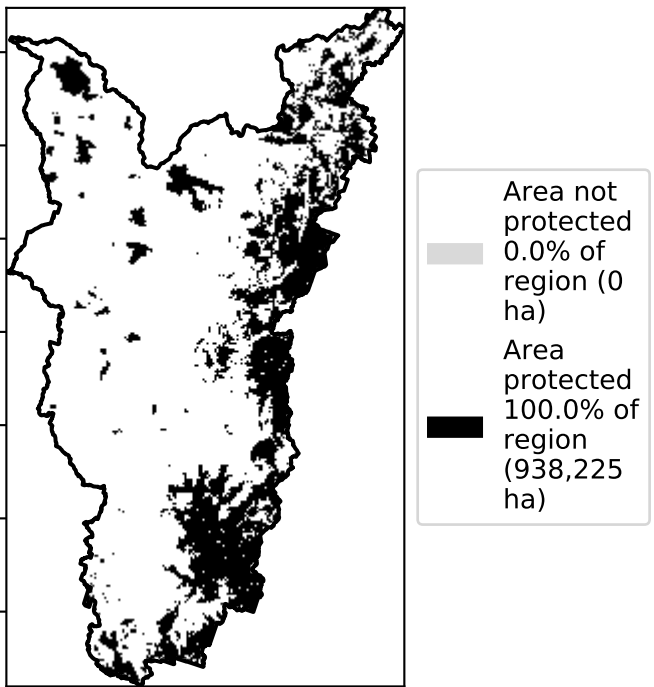 Area not
protected
0.0% of
region (0
ha)
Area
protected
100.0% of
region
(938,225
ha)